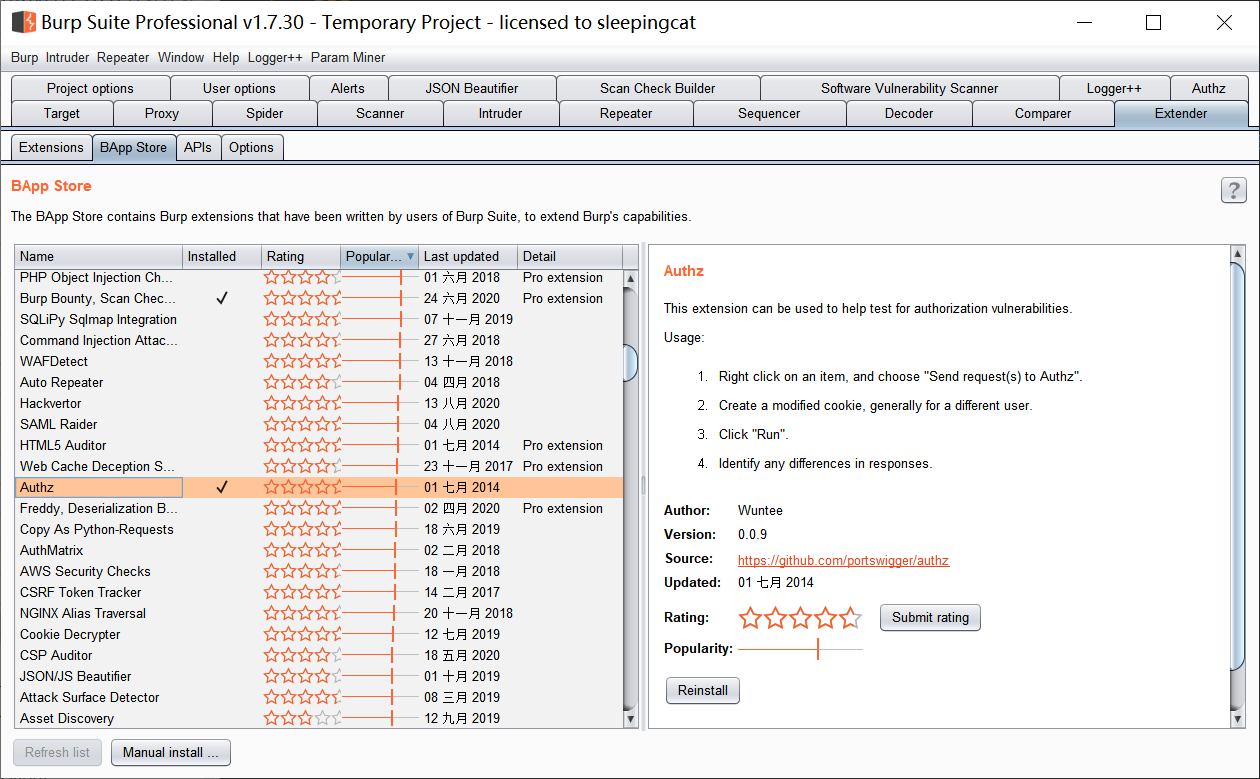 Burp Suite Professional v1.7.30 - Temporary Project - licensed to sleepingcat
Burp Intruder Repeater Window Help Logger++ Param Miner
Project options User options Alerts JSON Beautifier Scan Check Builder Software Vulnerability Scanner Logger++ Authz
Target Proxy Spider Scanner Intruder Repeater Sequencer Decoder Comparer Extender
Extensions BApp Store APIs Options
BApp Store
?
The BApp Store contains Burp extensions that have been written by users of Burp Suite, to extend Burp's capabilities.
Name Installed Rating Popular... Last updated Detail
PHP Object Injection Ch... 01 六月 2018 Pro extension
Burp Bounty, Scan Chec... 24 六月 2020 Pro extension
SQLiPy Sqlmap Integration 07 十一月 2019
Command Injection Attac... 27 六月 2018
WAFDetect 13 十一月 2018
Auto Repeater 04 四月 2018
Hackvertor 13 八月 2020
SAML Raider 04 八月 2020
HTML5 Auditor 01 七月 2014 Pro extension
Web Cache Deception S... 23 十一月 2017 Pro extension
Authz 01 七月 2014
Freddy, Deserialization B... 02 四月 2020 Pro extension
Copy As Python-Requests 18 六月 2019
AuthMatrix 02 二月 2018
AWS Security Checks 18 一月 2018
CSRF Token Tracker 14 二月 2017
NGINX Alias Traversal 20 十一月 2018
Cookie Decrypter 12 七月 2019
CSP Auditor 18 五月 2020
JSON/JS Beautifier 01 十月 2019
Attack Surface Detector 08 三月 2019
Asset Discovery 12 九月 2019
Refresh list Manual install ...
Authz
This extension can be used to help test for authorization vulnerabilities.
Usage:
1. Right click on an item, and choose "Send request(s) to Authz".
2. Create a modified cookie, generally for a different user.
3. Click "Run".
4. Identify any differences in responses.
Author: Wuntee
Version: 0.0.9
Source: https://github.com/portswigger/authz
Updated: 01 七月 2014
Rating: Submit rating
Popularity:
Reinstall